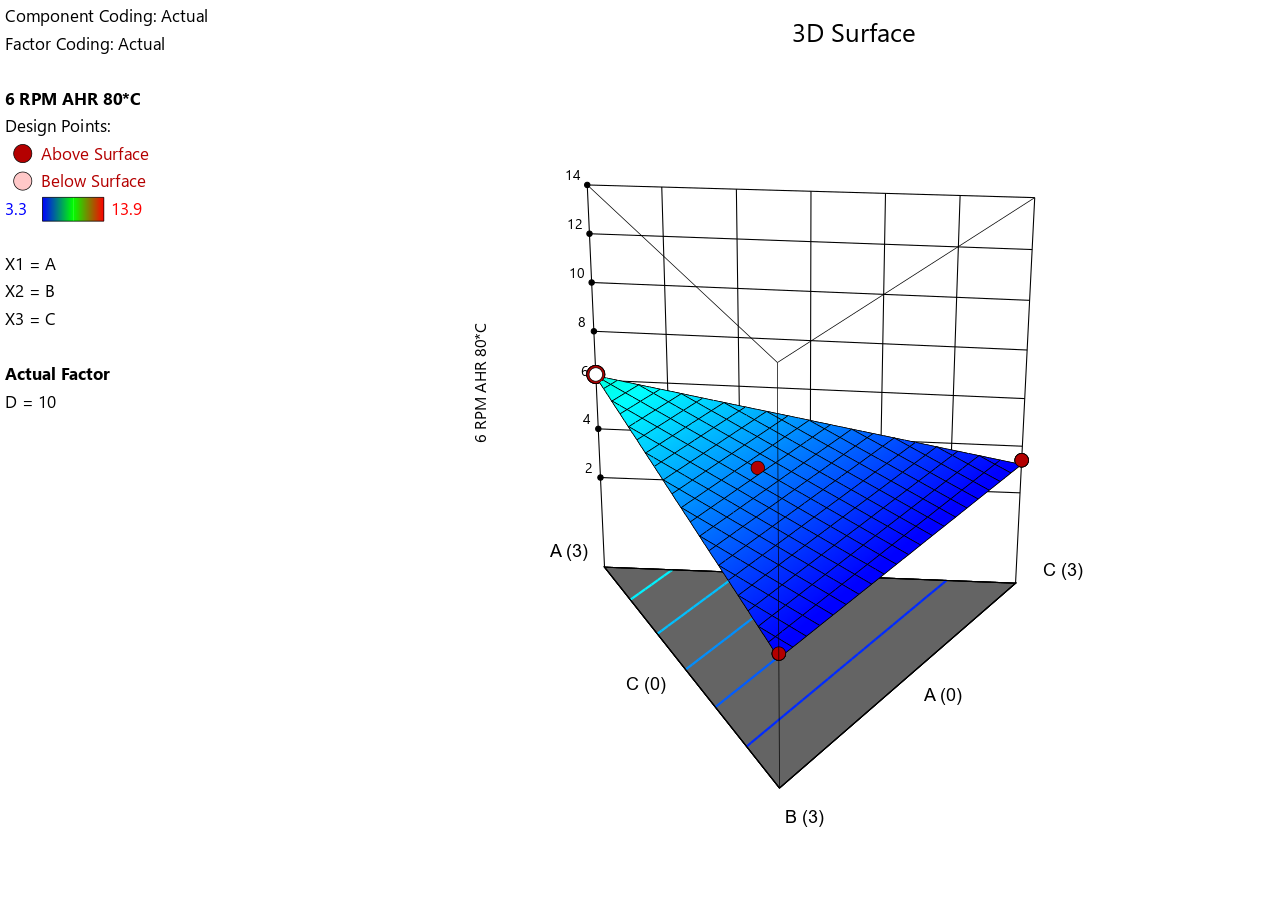 Component Coding: Actual
Factor Coding: Actual
6 RPM AHR 80*C
Design Points:
Above Surface
Below Surface
3.3 13.9
X1 = A
X2 = B
X3 = C
Actual Factor
D = 10
3D Surface
14
12
10
8
6
4
2
6 RPM AHR 80*C
A (3)
C (3)
C (0)
A (0)
B (3)